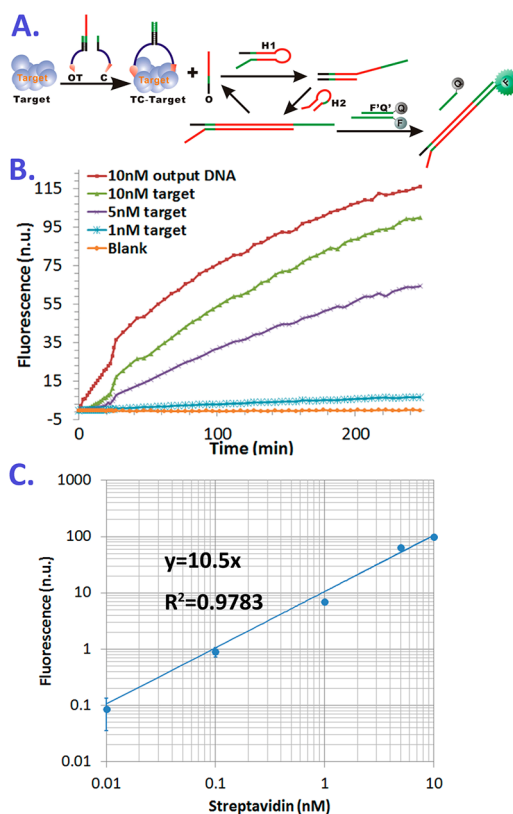 A.
H1
Target
OT
C
Target
+
Target
TC-Target
O
H2
F'Q'
Q
F
Q
F
B.
10nM output DNA
10nM target
5nM target
1nM target
Blank
115
95
75
55
35
15
-5
Fluorescence (n.u.)
0
100
200
Time (min)
C.
1000
100
10
1
0.1
0.01
Fluorescence (n.u.)
y=10.5x
R²=0.9783
0.01
0.1
1
10
Streptavidin (nM)